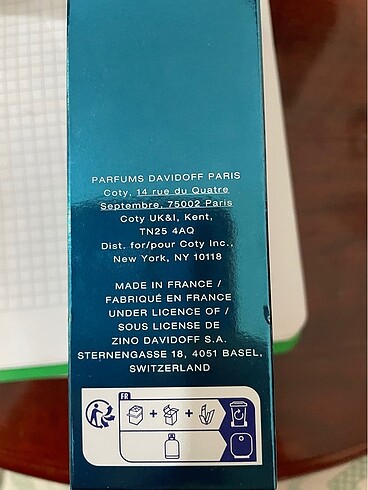 PARFUMS DAVIDOFF PARIS
Coty, 14 rue du Quatre
Septembre, 75002 Paris
Coty UK&I, Kent,
TN25 4AQ
Dist. for/pour Coty Inc.,
New York, NY 10118
MADE IN FRANCE /
FABRIQUÉ EN FRANCE
UNDER LICENCE OF /
SOUS LICENSE DE
ZINO DAVIDOFF S.A.
STERNENGASSE 18, 4051 BASEL,
SWITZERLAND
FR
+ +